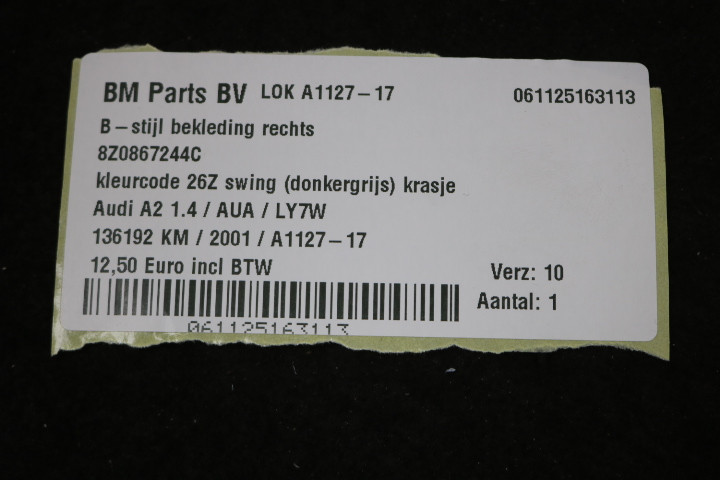 BM Parts BV LOK A1127-17 061125163113
B-stijl bekleding rechts
8Z0867244C
kleurcode 26Z swing (donkergrijs) krasje
Audi A2 1.4 / AUA / LY7W
136192 KM / 2001 / A1127-17
12,50 Euro incl BTW Verz: 10
Aantal: 1
061125163113